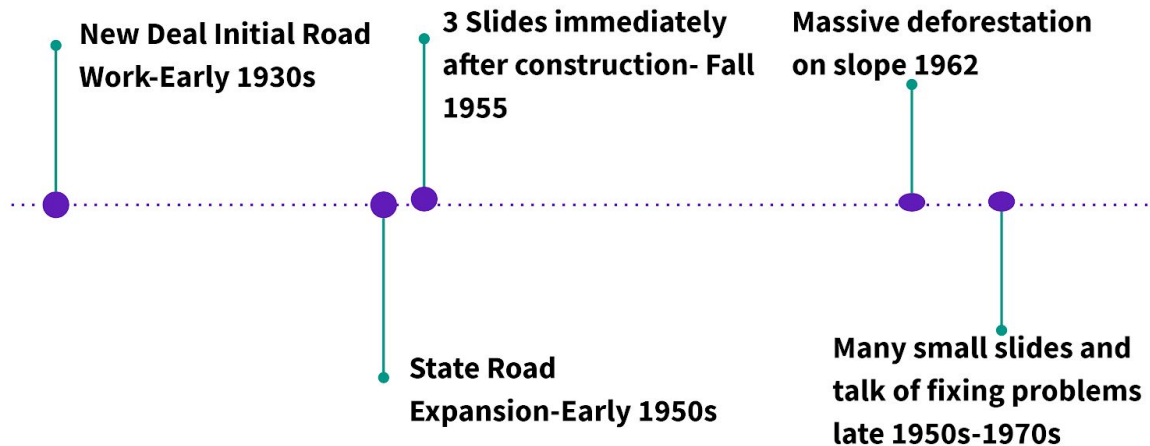 New Deal Initial Road
Work-Early 1930s
3 Slides immediately
after construction- Fall
1955
Massive deforestation
on slope 1962
State Road
Expansion-Early 1950s
Many small slides and
talk of fixing problems
late 1950s-1970s